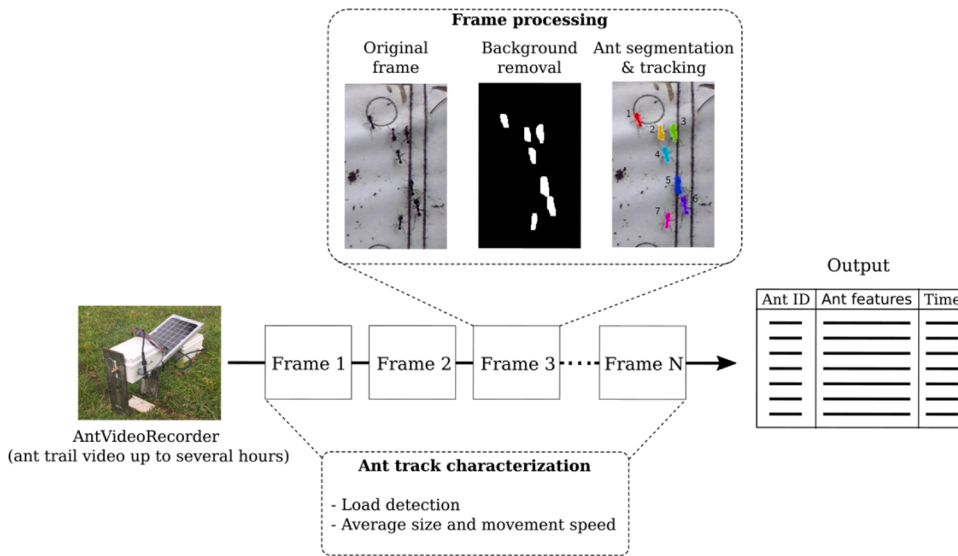 Frame processing
Original
frame
Background
removal
Ant segmentation
& tracking
1
2
3
4
5
6
7
Output
Ant ID
Ant features
Time
Frame 1
Frame 2
Frame 3
Frame N
AntVideoRecorder
(ant trail video up to several hours)
Ant track characterization
- Load detection
- Average size and movement speed